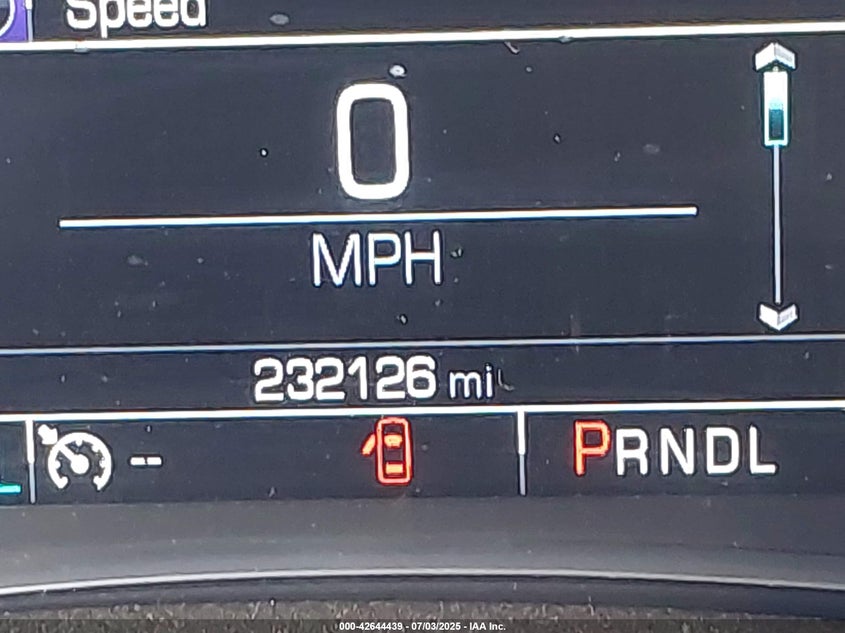 Speed
0
MPH
232126 mi
--
PRNDL
000-42644439 - 07/03/2025 - IAA Inc.